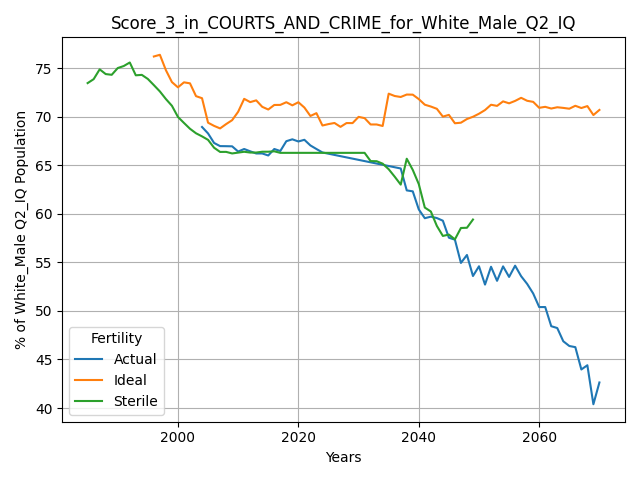 Score_3_in_COURTS_AND_CRIME_for_White_Male_Q2_IQ
% of White_Male Q2_IQ Population
75
70
65
60
55
50
45
40
Fertility
Actual
Ideal
Sterile
2000
2020
2040
2060
Years